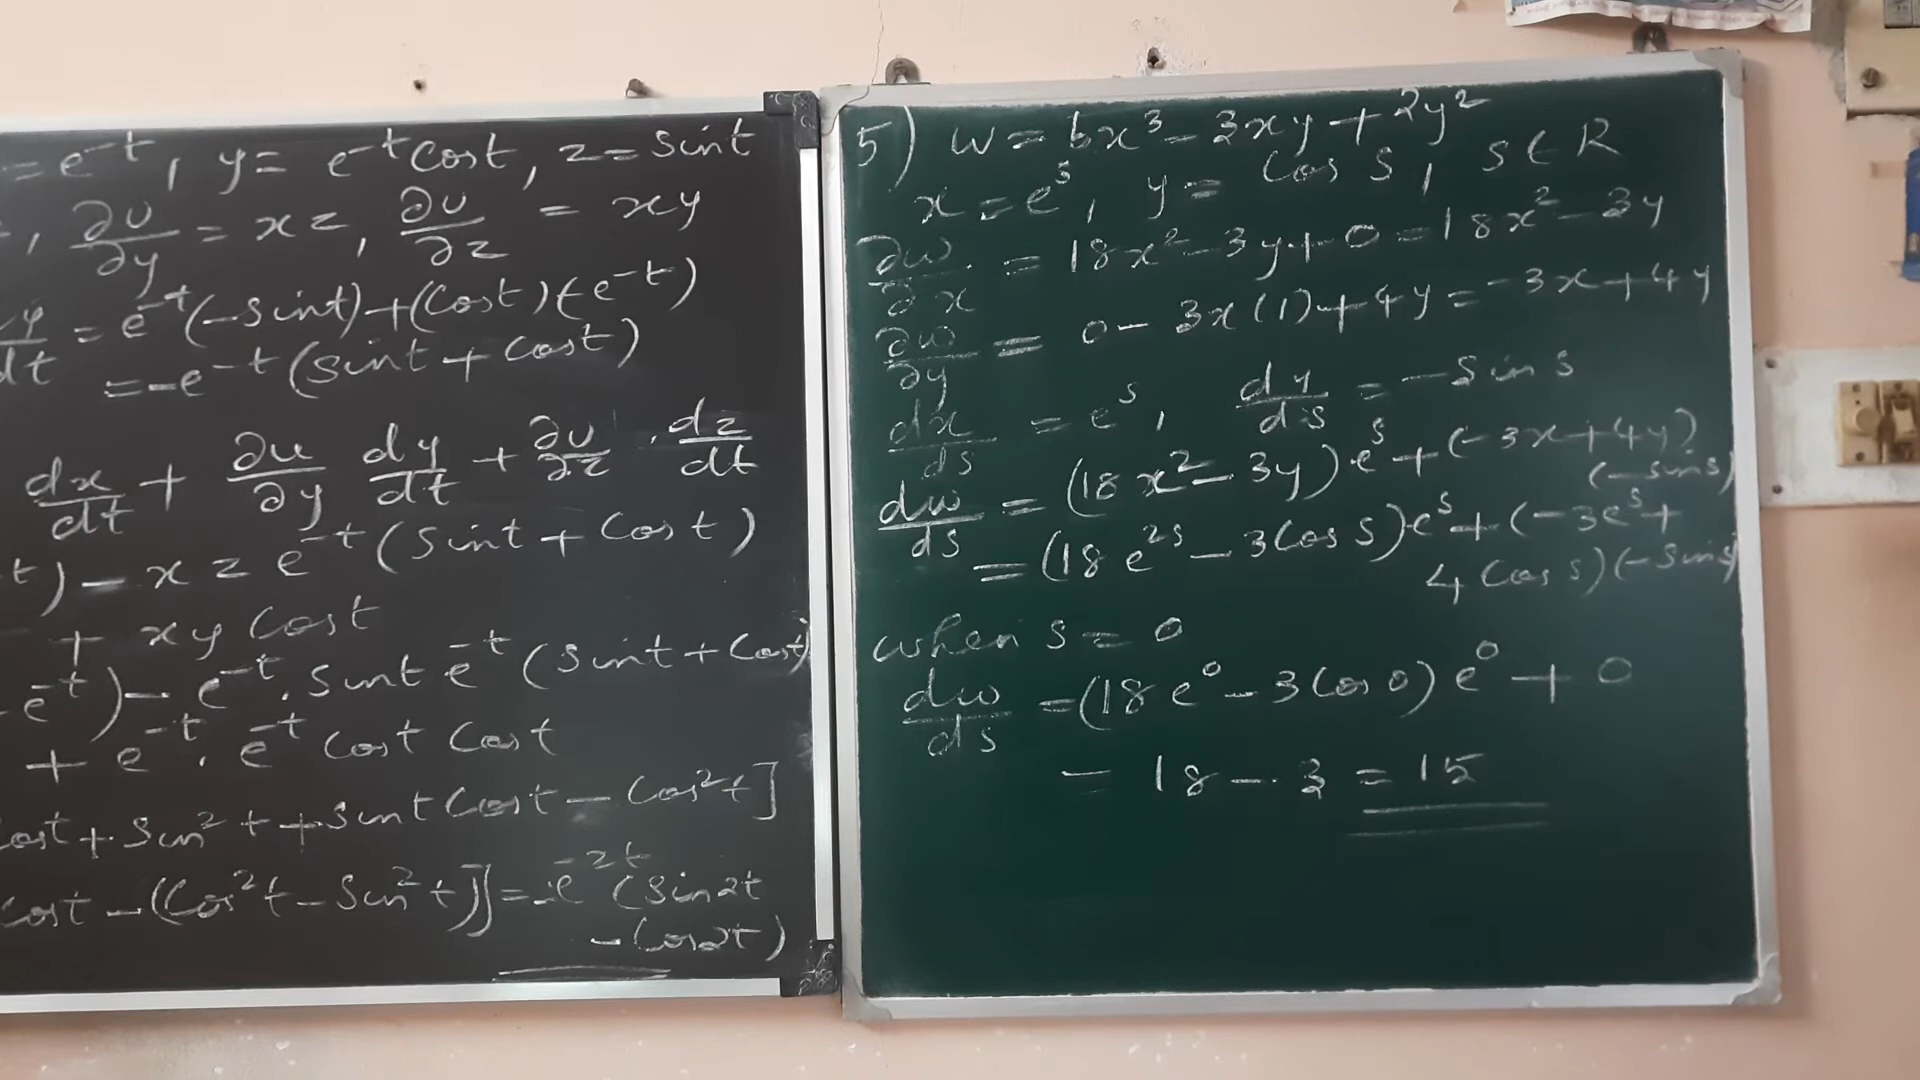 = e^-t, y = e^-t Cost, z = Sint
, ∂u/∂y = xz, ∂u/∂z = xy
dy/dt = e^-t(-Sint)+(Cost)(-e^-t)
= -e^-t(Sint + Cost)
dx/dt + ∂u/∂y dy/dt + ∂u/∂z . dz/dt
t) - xz e^-t (Sint + Cost)
+ xy Cost
e^-t) - e^-t. Sint e^-t (Sint + Cost)
+ e^-t. e^-t Cost Cost
Cost + Sin²t + Sint Cost - Cos²t]
Cost - (Cos²t - Sin²t)] = -e^-2t (Sin2t
- Cos2t)
5) W = 6x³ - 3xy + 2y²
x = e^s, y = Cos S, S ∈ R
∂w/∂x = 18x² - 3y + 0 = 18x² - 3y
∂w/∂y = 0 - 3x(1) + 4y = -3x + 4y
dx/ds = e^s, dy/ds = -Sin s
dw/ds = (18x² - 3y).e^s + (-3x + 4y)
(-Sin s)
= (18 e^2s - 3 Cos S).e^s + (-3e^s +
4 Cos s)(-Sin s)
when S = 0
dw/ds = (18 e^0 - 3 Cos 0) e^0 + 0
= 18 - 3 = 15